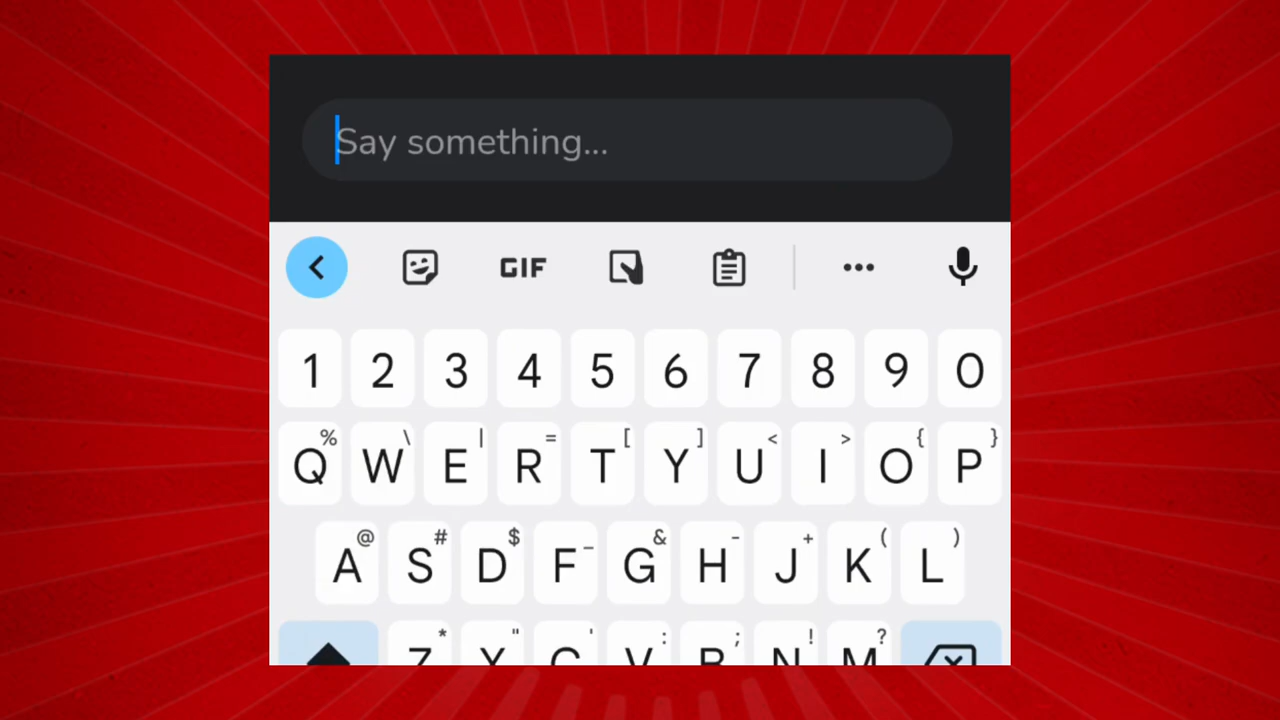 Say something...
GIF
1 2 3 4 5 6 7 8 9 0
% \ | = [ ] < > { }
Q W E R T Y U I O P
@ # $ _ & - + ( )
A S D F G H J K L
* " ' : ; ! ?
Z X C V B N M